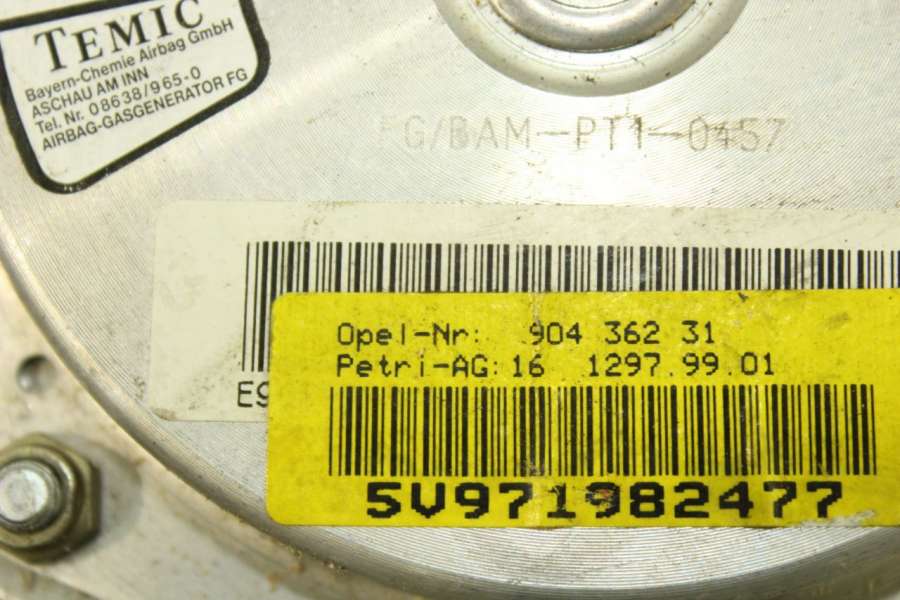 TEMIC
Bayern-Chemie Airbag GmbH
ASCHAU AM INN
Tel. Nr. 08638/965-0
AIRBAG-GASGENERATOR FG
FG/BAM-PT1-0457
Opel-Nr: 904 362 31
Petri-AG: 16 1297.99.01
E9
5V971982477